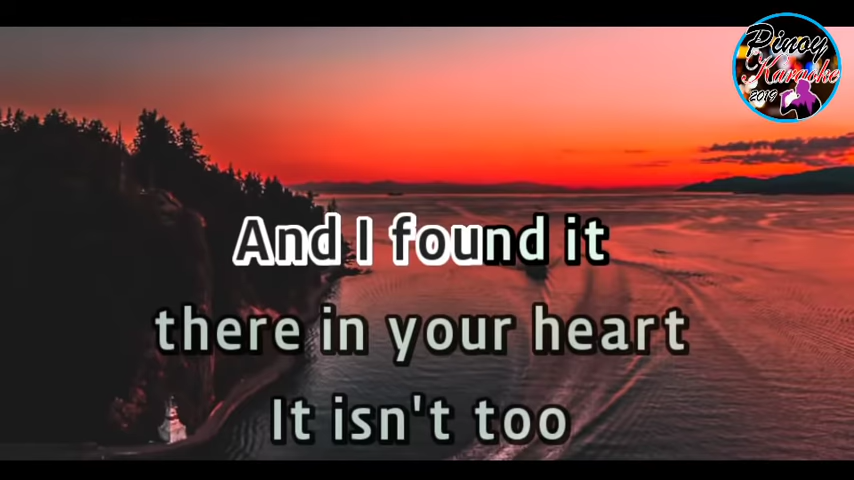 Pinoy
Karaoke
2019
And I found it
there in your heart
It isn't too